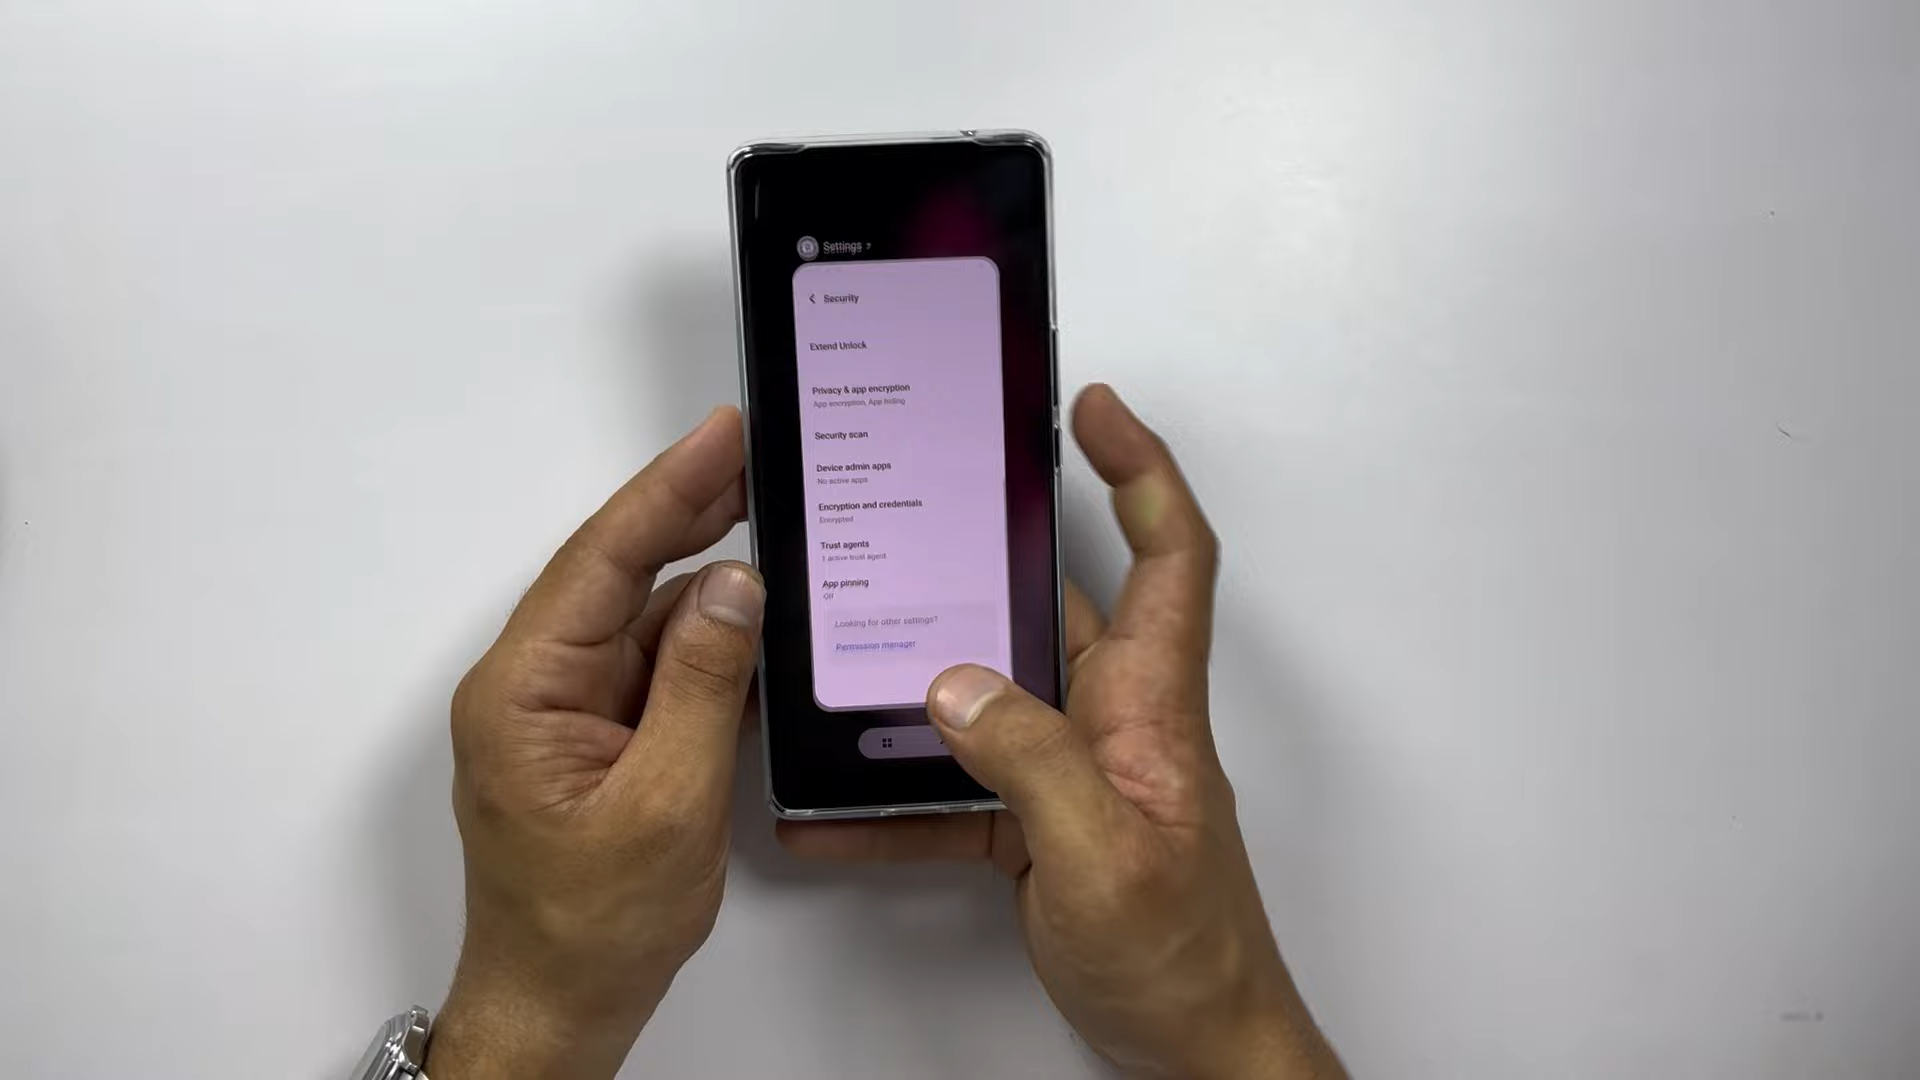 Settings
Security
Extend Unlock
Privacy & app encryption
App encryption, App hiding
Security scan
Device admin apps
No active apps
Encryption and credentials
Encrypted
Trust agents
1 active trust agent
App pinning
Off
Looking for other settings?
Permission manager